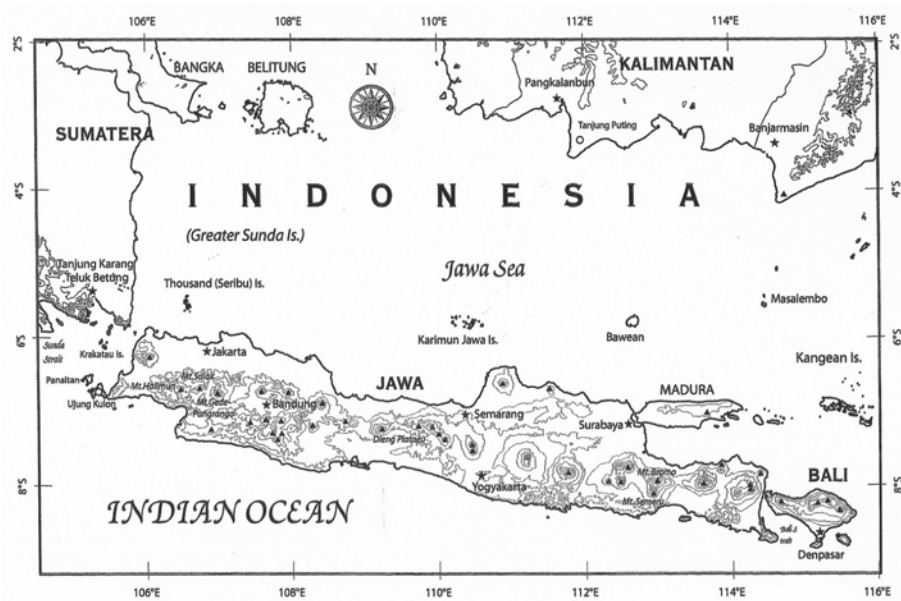 106°E 108°E 110°E 112°E 114°E 116°E
2°S 2°S
BANGKA BELITUNG N KALIMANTAN
Pangkalanbun
SUMATERA Tanjung Puting Banjarmasin
4°S INDONESIA 4°S
(Greater Sunda Is.)
Tanjung Karang
Teluk Betung
Jawa Sea
Thousand (Seribu) Is.
Masalembo
Karimun Jawa Is. Bawean
6°S 6°S
Sunda
Strait
Krakatau Is.
Jakarta
Kangean Is.
Panaitan
Ujung Kulon
Mt.Halimun
Mt.Salak
Mt.Gede-
Pangrango
Bandung
JAWA
MADURA
Semarang
Surabaya
Dieng Plateau
Yogyakarta
Mt.Bromo
Mt.Semeru
BALI
8°S 8°S
INDIAN OCEAN
Bali S
trait
Denpasar
106°E 108°E 110°E 112°E 114°E 116°E